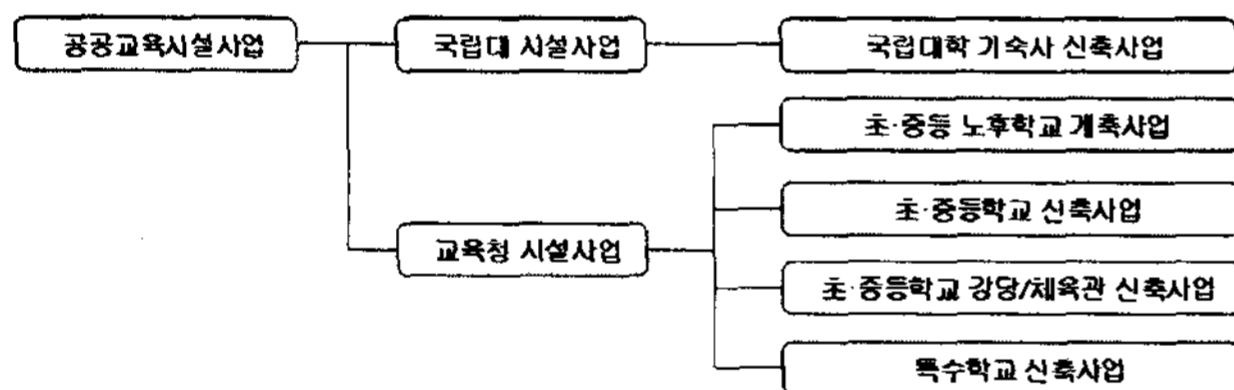 공공교육시설사업
국립대 시설사업
국립대학 기숙사 신축사업
초·중등 노후학교 개축사업
초·중등학교 신축사업
교육청 시설사업
초·중등학교 강당/체육관 신축사업
특수학교 신축사업